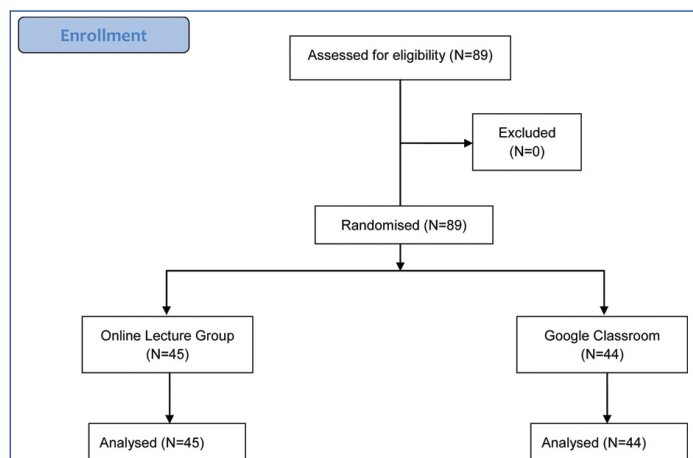 Enrollment
Assessed for eligibility (N=89)
Excluded
(N=0)
Randomised (N=89)
Online Lecture Group
(N=45)
Google Classroom
(N=44)
Analysed (N=45)
Analysed (N=44)